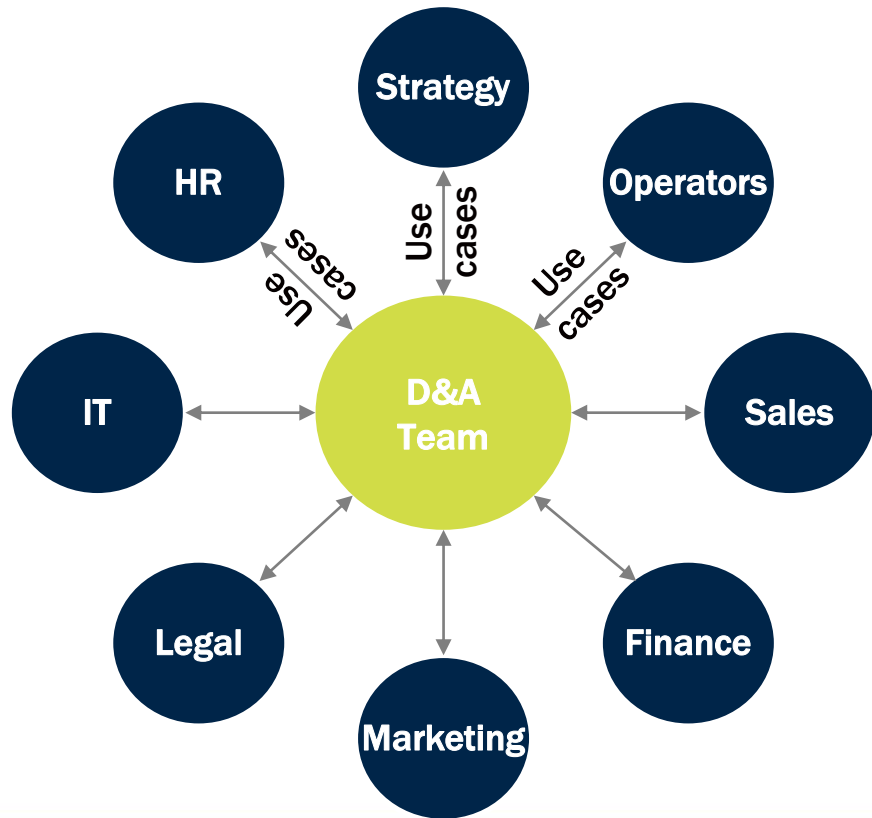 Strategy
HR
Operators
Use
cases
Use
cases
Use
cases
IT
D&A
Team
Sales
Legal
Finance
Marketing